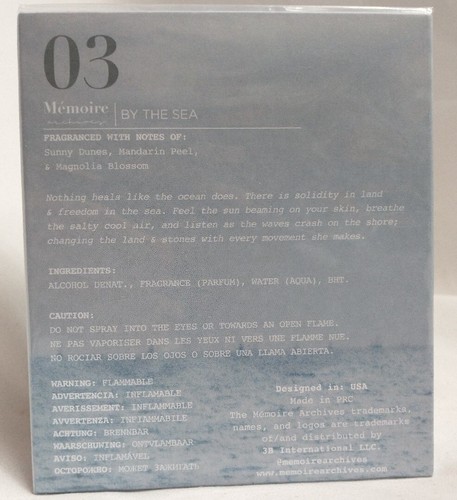 03
Mémoire
archives
BY THE SEA
FRAGRANCED WITH NOTES OF:
Sunny Dunes, Mandarin Peel,
& Magnolia Blossom
Nothing heals like the ocean does. There is solidity in land
& freedom in the sea. Feel the sun beaming on your skin, breathe
the salty cool air, and listen as the waves crash on the shore;
changing the land & stones with every movement she makes.
INGREDIENTS:
ALCOHOL DENAT., FRAGRANCE (PARFUM), WATER (AQUA), BHT.
CAUTION:
DO NOT SPRAY INTO THE EYES OR TOWARDS AN OPEN FLAME.
NE PAS VAPORISER DANS LES YEUX NI VERS UNE FLAMME NUE.
NO ROCIAR SOBRE LOS OJOS O SOBRE UNA LLAMA ABIERTA.
WARNING: FLAMMABLE
ADVERTENCIA: INFLAMABLE
AVERISSEMENT: INFLAMMABLE
AVVERTENZA: INFIAMMABILE
ACHTUNG: BRENNBAR
WAARSCHUWING: ONTVLAMBAAR
AVISO: INFLAMÁVEL
ОСТОРОЖНО: МОЖЕТ ЗАЖИГАТЬ
Designed in: USA
Made in PRC
The Mémoire Archives trademarks,
names, and logos are trademarks
of/and distributed by
3B International LLC.
@memoirearchives
www.memoirearchives.com